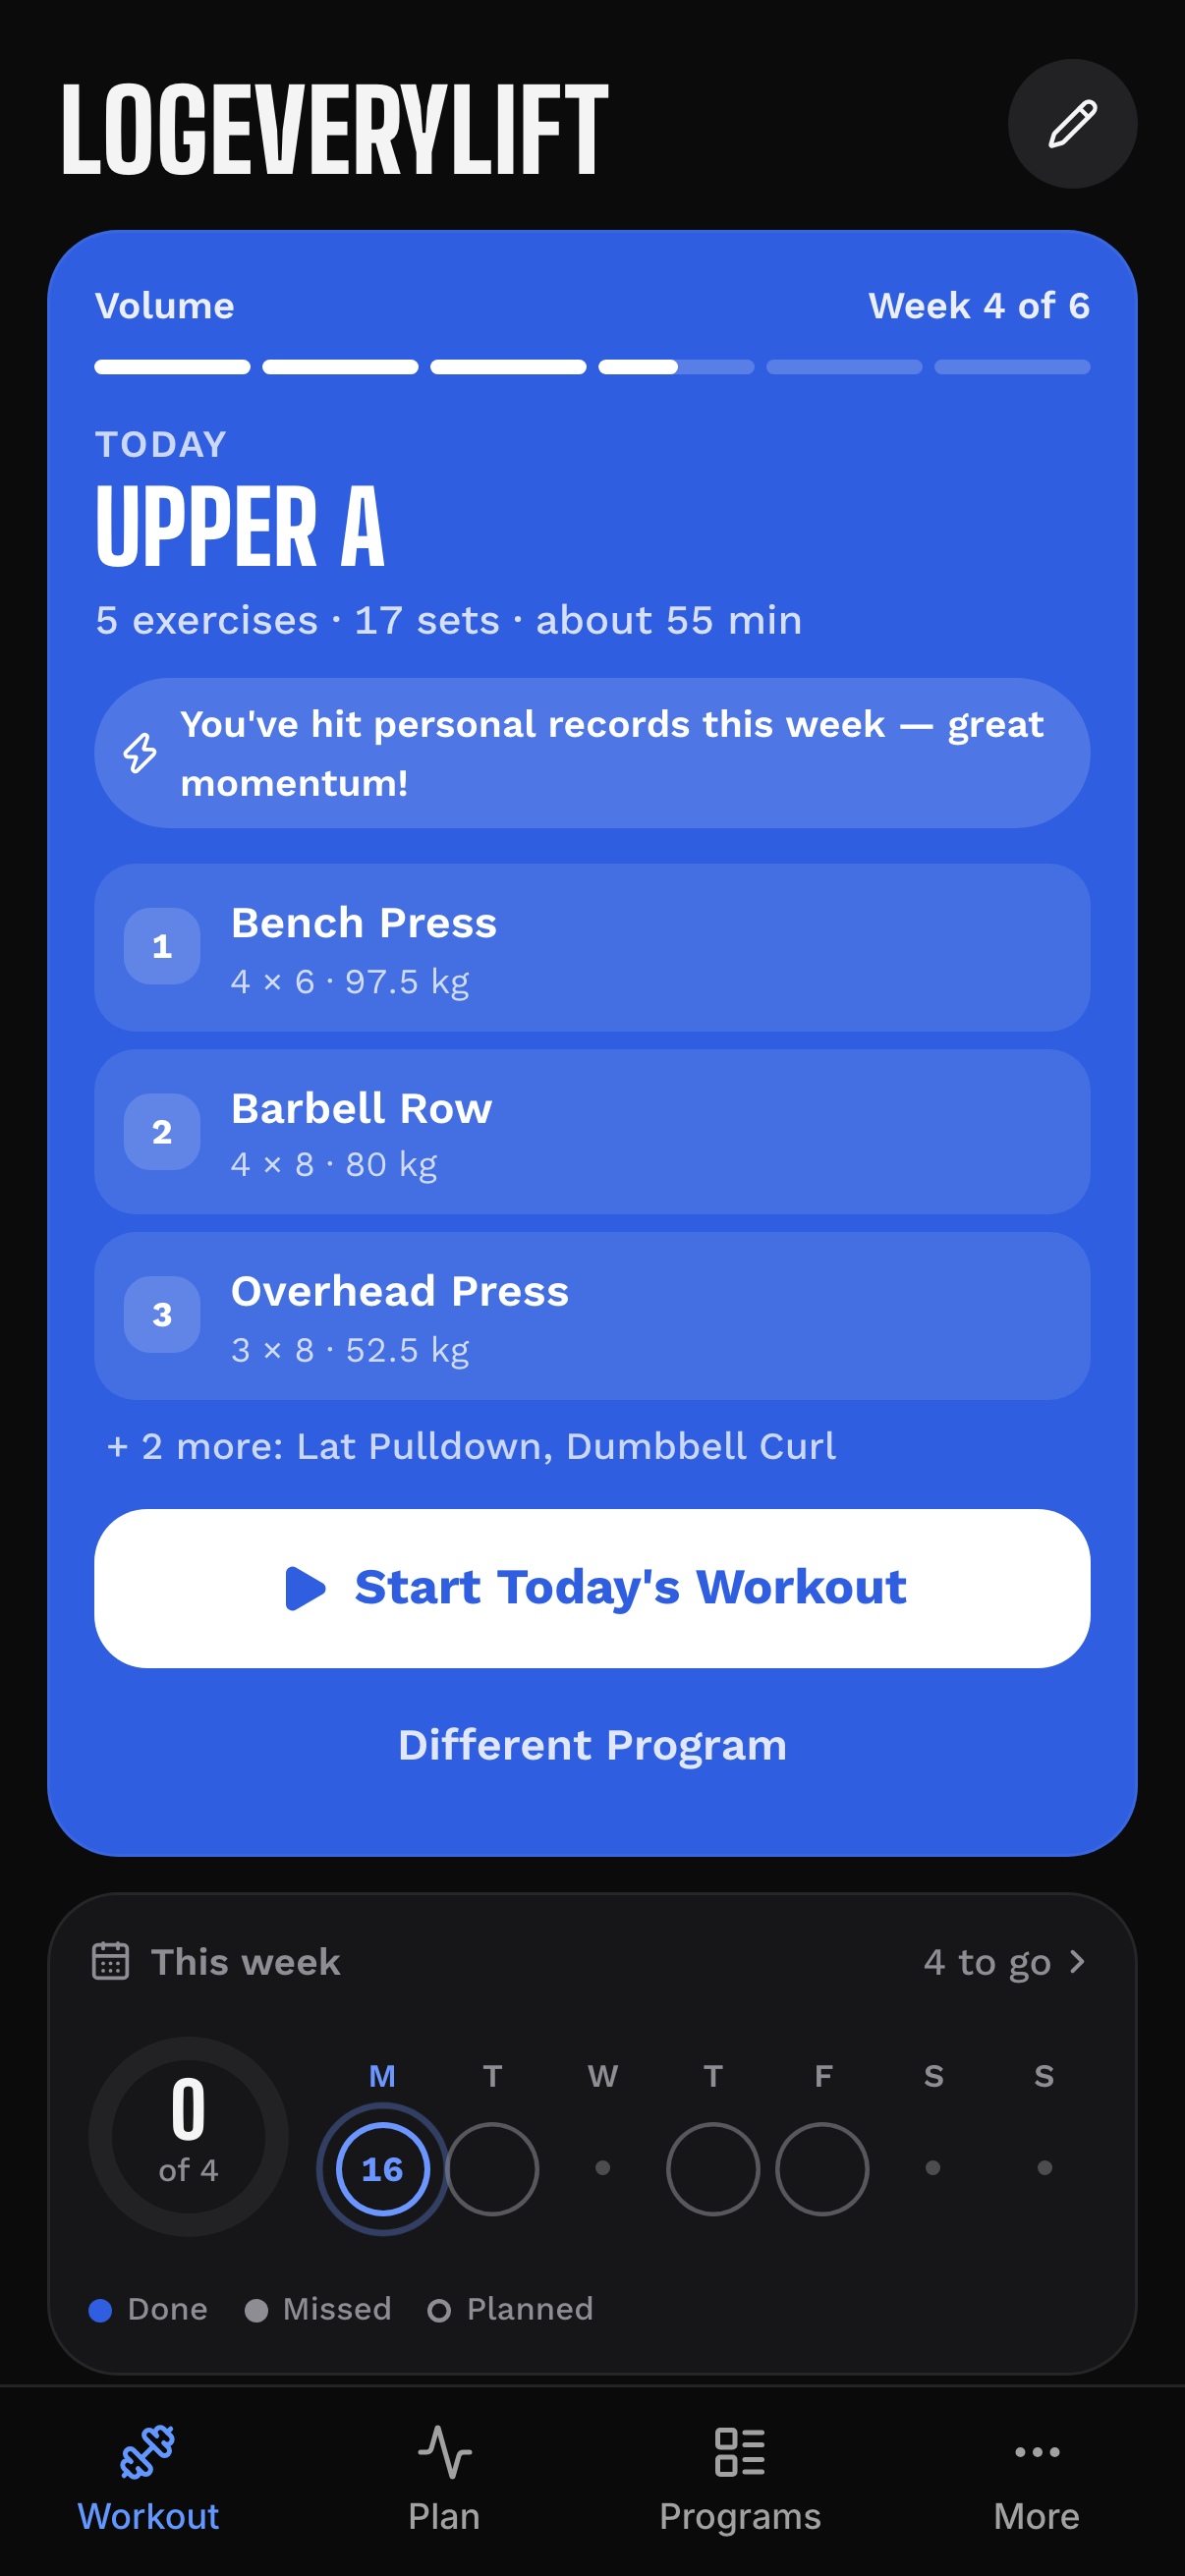 LOGEVERYLIFT
Volume
Week 4 of 6
TODAY
UPPER A
5 exercises · 17 sets · about 55 min
You've hit personal records this week — great
momentum!
1
Bench Press
4 × 6 · 97.5 kg
2
Barbell Row
4 × 8 · 80 kg
3
Overhead Press
3 × 8 · 52.5 kg
+ 2 more: Lat Pulldown, Dumbbell Curl
Start Today's Workout
Different Program
This week
4 to go
0
of 4
M T W T F S S
16
Done Missed Planned
Workout Plan Programs More